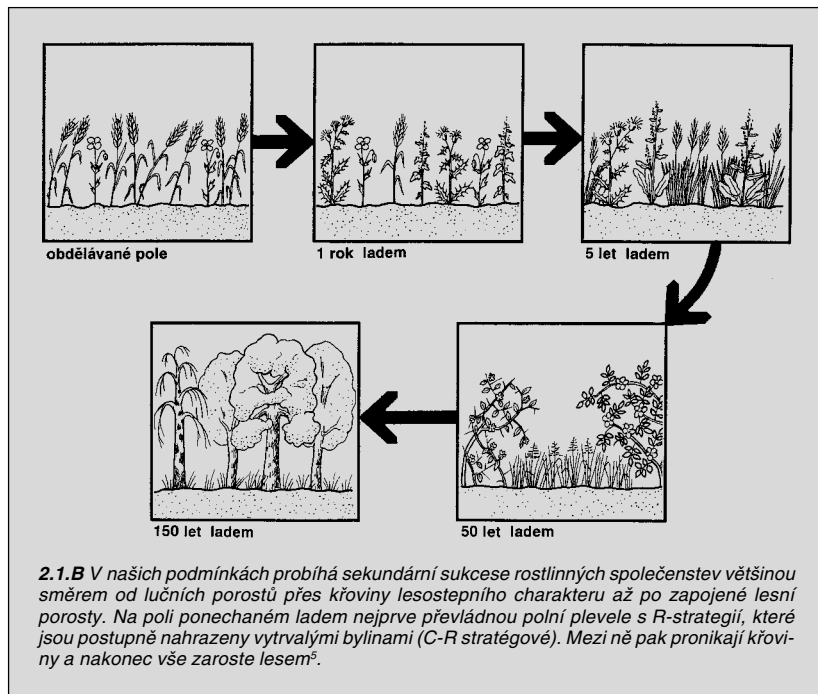 obdělávané pole
1 rok ladem
5 let ladem
150 let ladem
50 let ladem
2.1.B V našich podmínkách probíhá sekundární sukcese rostlinných společenstev většinou
směrem od lučních porostů přes křoviny lesostepního charakteru až po zapojené lesní
porosty. Na poli ponechaném ladem nejprve převládnou polní plevele s R-strategií, které
jsou postupně nahrazeny vytrvalými bylinami (C-R stratégové). Mezi ně pak pronikají křovi-
ny a nakonec vše zaroste lesem⁵.